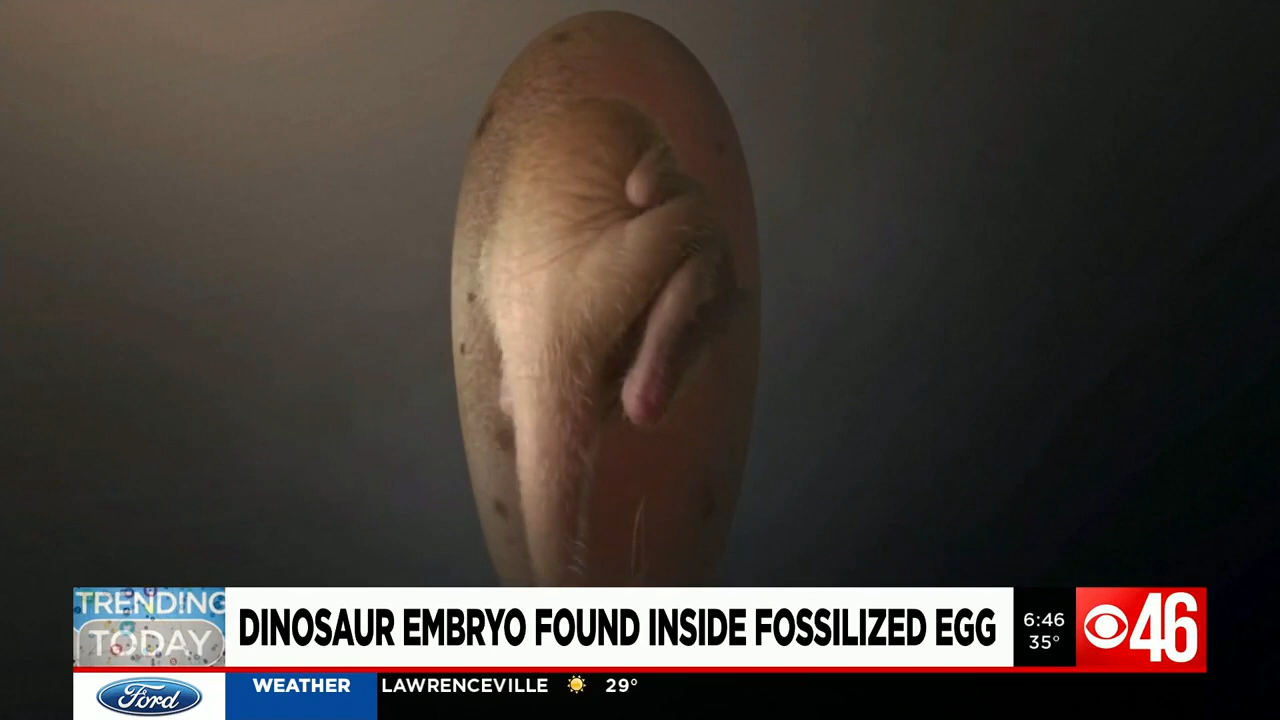 TRENDING
TODAY
DINOSAUR EMBRYO FOUND INSIDE FOSSILIZED EGG
6:46
35°
46
Ford
WEATHER
LAWRENCEVILLE
29°